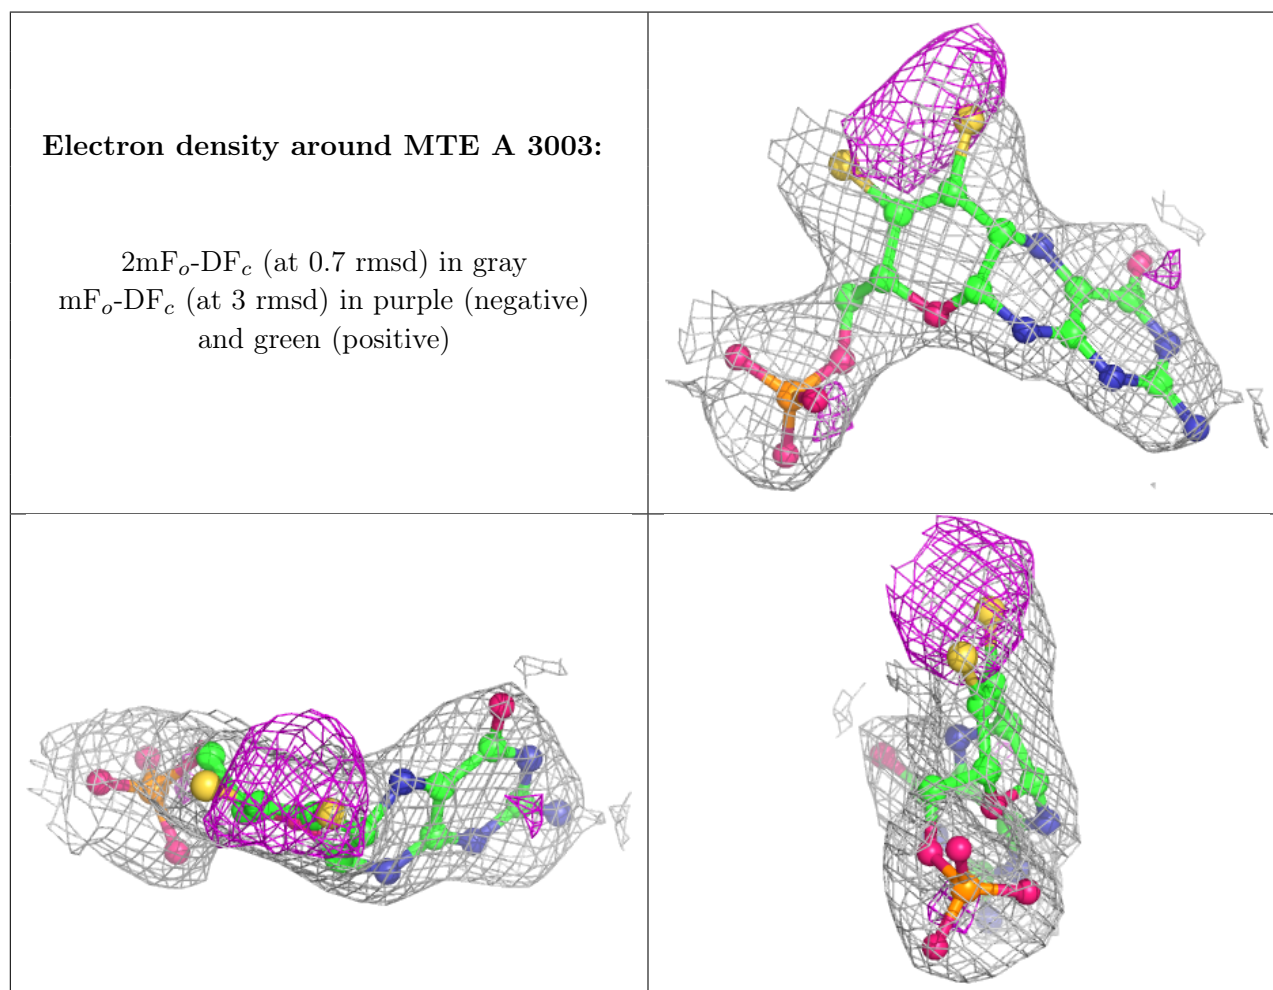 Electron density around MTE A 3003:
2mFo-DFc (at 0.7 rmsd) in gray
mFo-DFc (at 3 rmsd) in purple (negative)
and green (positive)